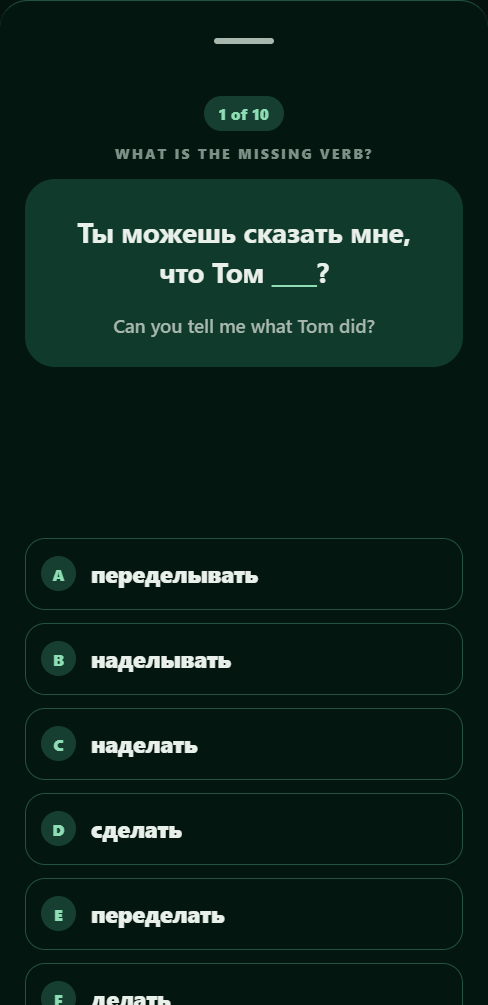 1 of 10
WHAT IS THE MISSING VERB?
Ты можешь сказать мне,
что Том ___?
Can you tell me what Tom did?
A переделывать
B наделывать
C наделать
D сделать
E переделать
F делать